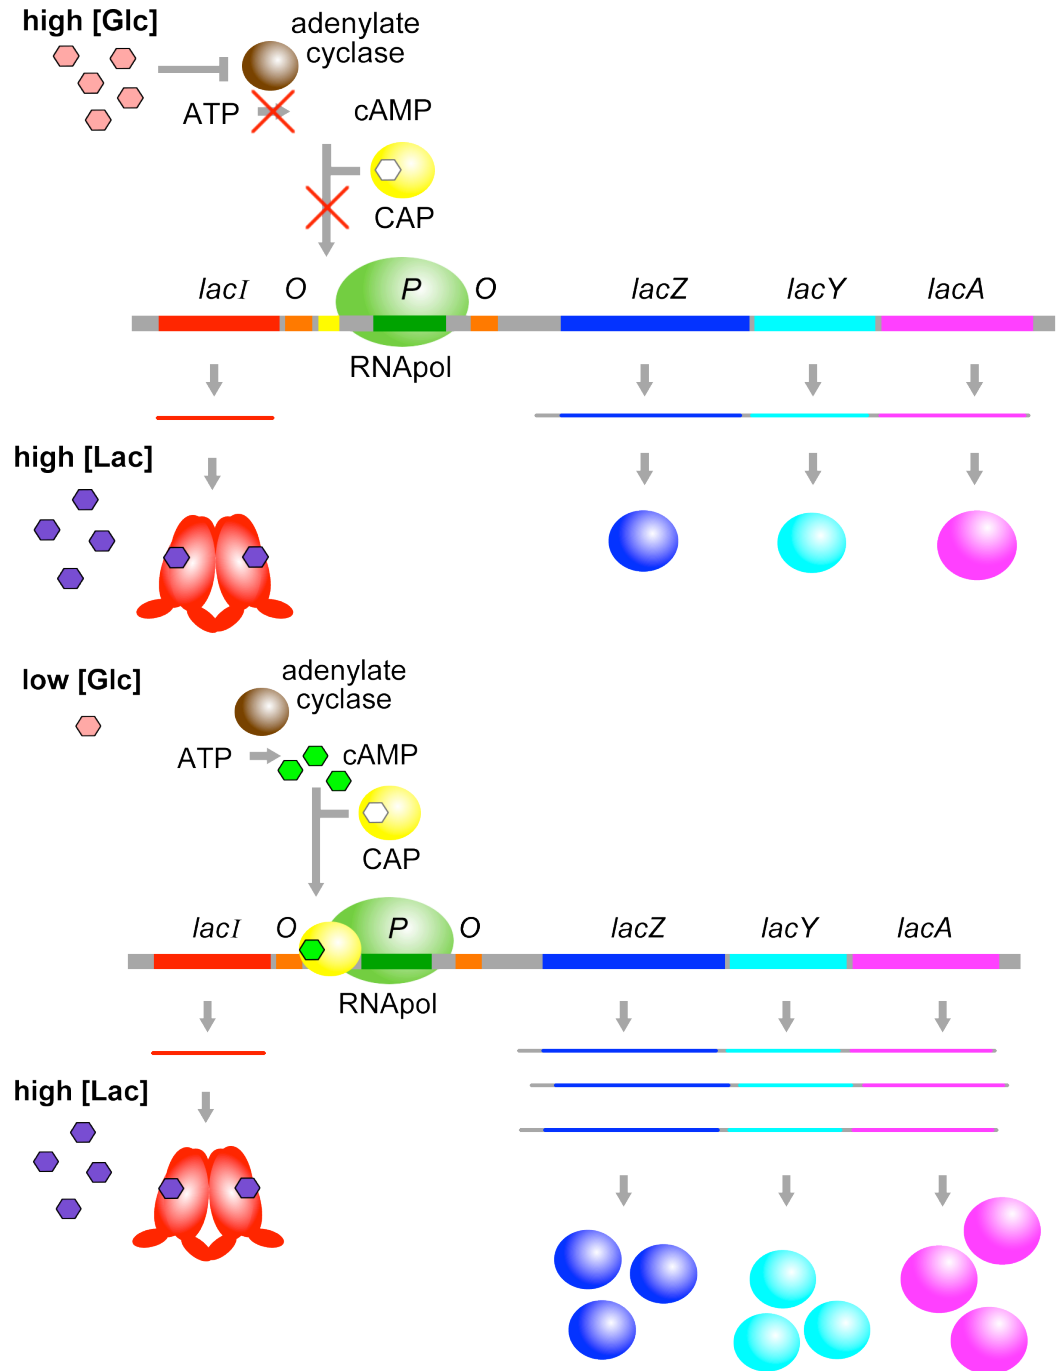 high [Glc]
adenylate
cyclase
ATP
cAMP
CAP
lacI O P O lacZ lacY lacA
RNApol
high [Lac]
low [Glc]
adenylate
cyclase
ATP
cAMP
CAP
lacI O P O lacZ lacY lacA
RNApol
high [Lac]